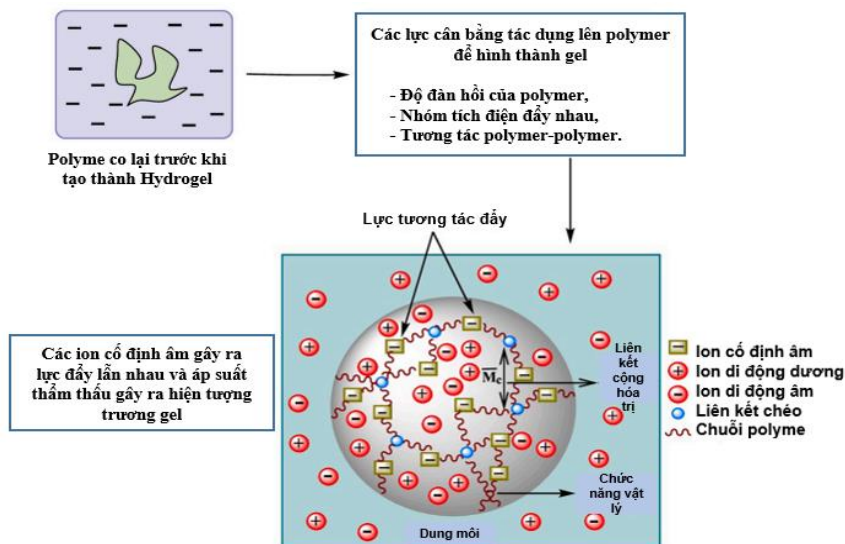 Các lực cân bằng tác dụng lên polymer
để hình thành gel
- Độ đàn hồi của polymer,
- Nhóm tích điện đẩy nhau,
- Tương tác polymer-polymer.
Polyme co lại trước khi
tạo thành Hydrogel
Lực tương tác đẩy
Các ion cố định âm gây ra
lực đẩy lẫn nhau và áp suất
thẩm thấu gây ra hiện tượng
trương gel
M̅c
Liên
kết
cộng
hóa
trị
Chức
năng vật
lý
Dung môi
Ion cố định âm
Ion di động dương
Ion di động âm
Liên kết chéo
Chuỗi polyme